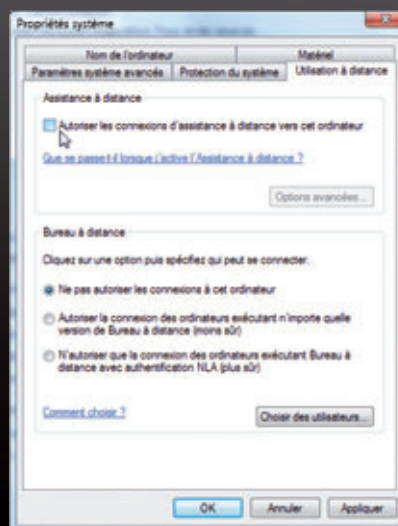 Propriétés système
Nom de l'ordinateur
Matériel
Paramètres système avancés
Protection du système
Utilisation à distance
Assistance à distance
Autoriser les connexions d'assistance à distance vers cet ordinateur
Que se passe-t-il lorsque j'active l'Assistance à distance ?
Options avancées...
Bureau à distance
Cliquez sur une option puis spécifiez qui peut se connecter.
Ne pas autoriser les connexions à cet ordinateur
Autoriser la connexion des ordinateurs exécutant n'importe quelle
version de Bureau à distance (moins sûr)
N'autoriser que la connexion des ordinateurs exécutant Bureau à
distance avec authentification NLA (plus sûr)
Comment choisir ?
Choisir des utilisateurs...
OK
Annuler
Appliquer